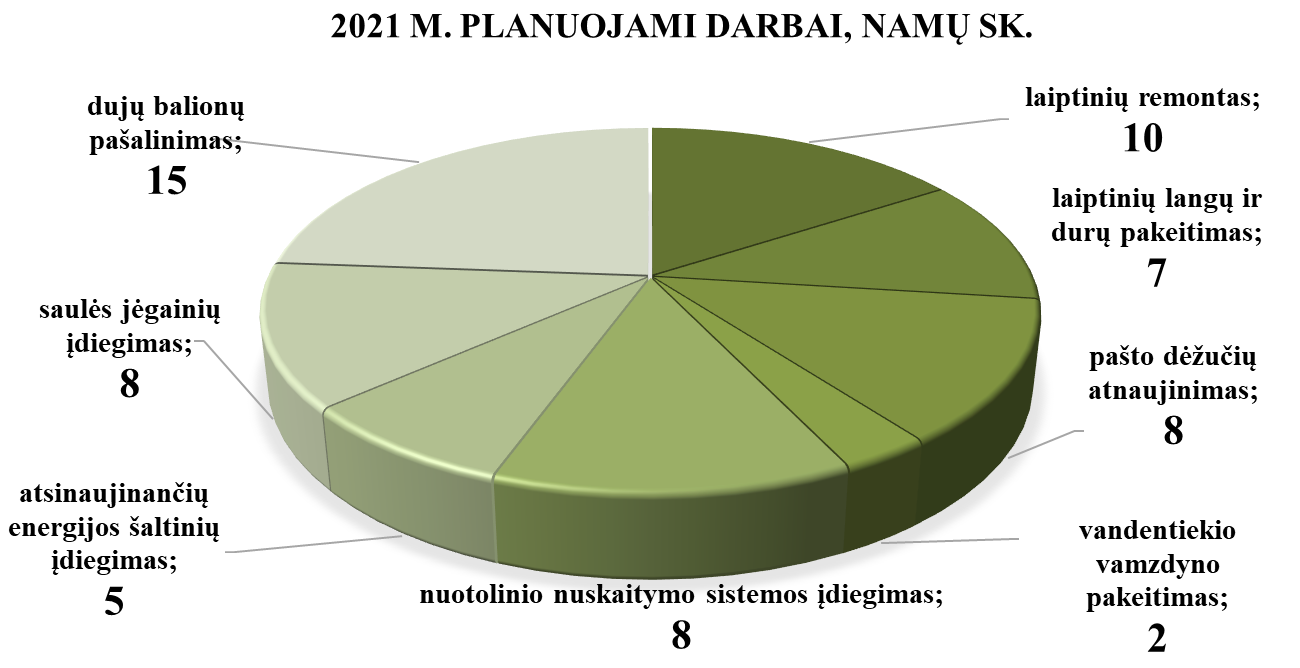 2021 M. PLANUOJAMI DARBAI, NAMŲ SK.
laiptinių remontas;
10
laiptinių langų ir
durų pakeitimas;
7
pašto dėžučių
atnaujinimas;
8
vandentiekio
vamzdyno
pakeitimas;
2
nuotolinio nuskaitymo sistemos įdiegimas;
8
atsinaujinančių
energijos šaltinių
įdiegimas;
5
saulės jėgainių
įdiegimas;
8
dujų balionų
pašalinimas;
15